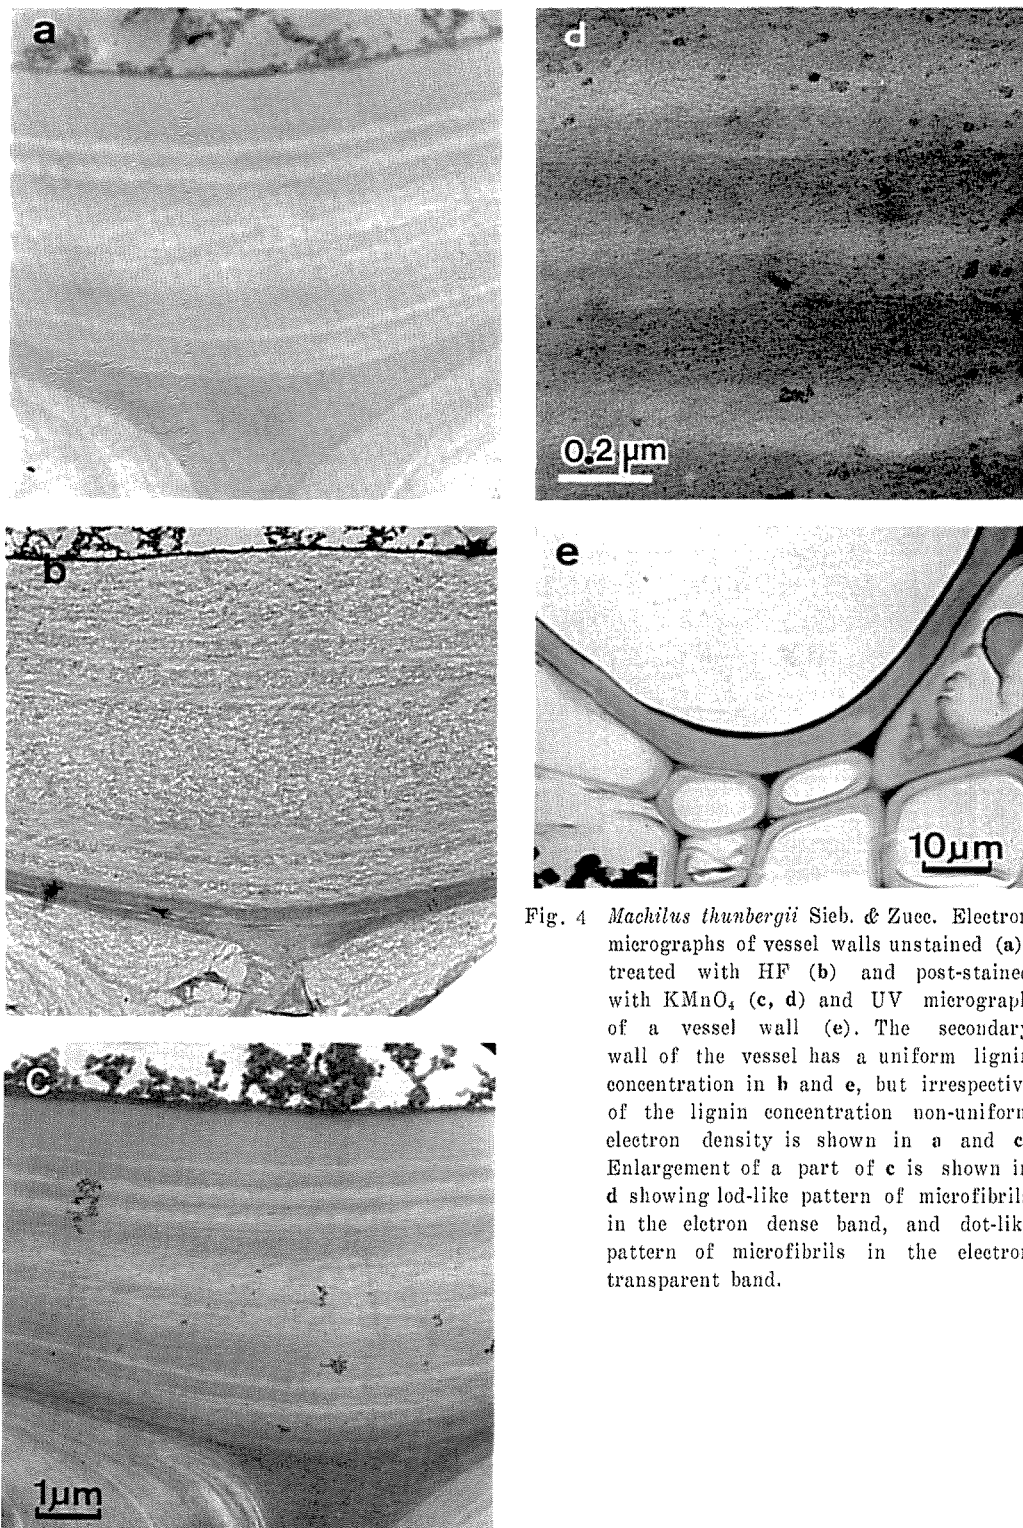 a
d
0.2 µm
b
e
10µm
c
1µm
Fig. 4 Machilus thunbergii Sieb. & Zucc. Electron
micrographs of vessel walls unstained (a)
treated with HF (b) and post-stained
with KMnO₄ (c, d) and UV micrograph
of a vessel wall (e). The secondary
wall of the vessel has a uniform lignin
concentration in b and e, but irrespectiv
of the lignin concentration non-uniform
electron density is shown in a and c
Enlargement of a part of c is shown in
d showing lod-like pattern of microfibrils
in the elctron dense band, and dot-lik
pattern of microfibrils in the electron
transparent band.